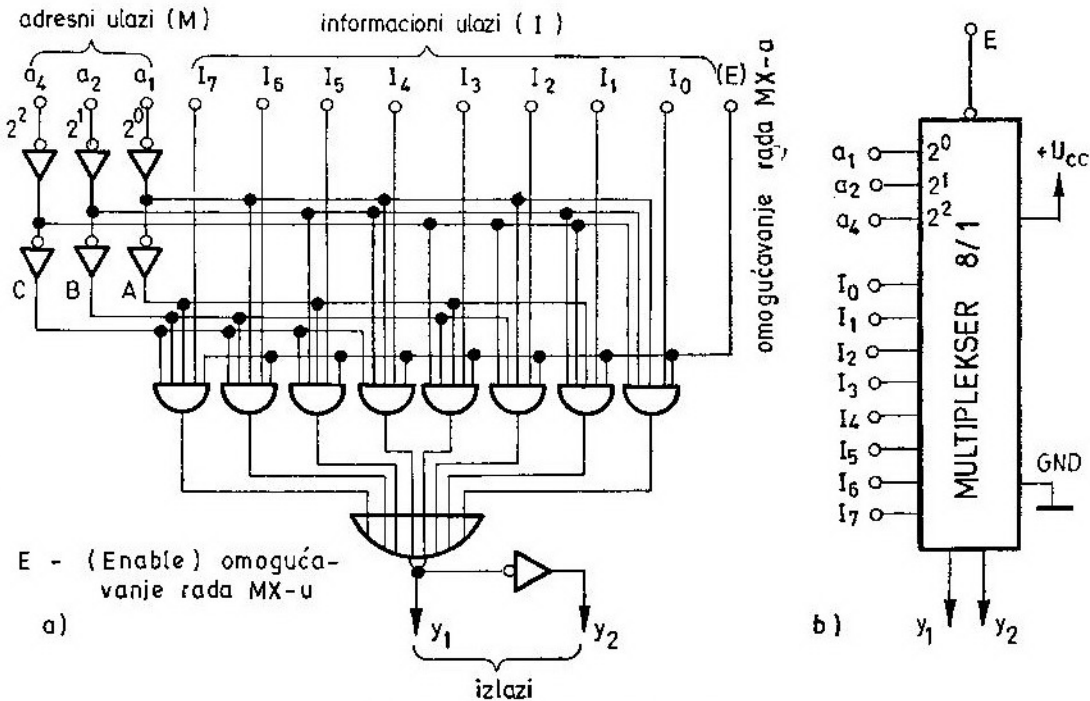 adresni ulazi (M)
informacioni ulazi ( I )
a4 a2 a1 I7 I6 I5 I4 I3 I2 I1 I0 (E)
2² 2¹ 2⁰
omogućavanje rada MX-a
C B A
E - (Enable) omoguća-
vanje rada MX-u
a)
y1 y2
izlazi
E
a1 2⁰
a2 2¹
a4 2²
+Ucc
I0
I1
I2
I3
I4
I5
I6
I7
MULTIPLEKSER 8/1
GND
b)
y1 y2